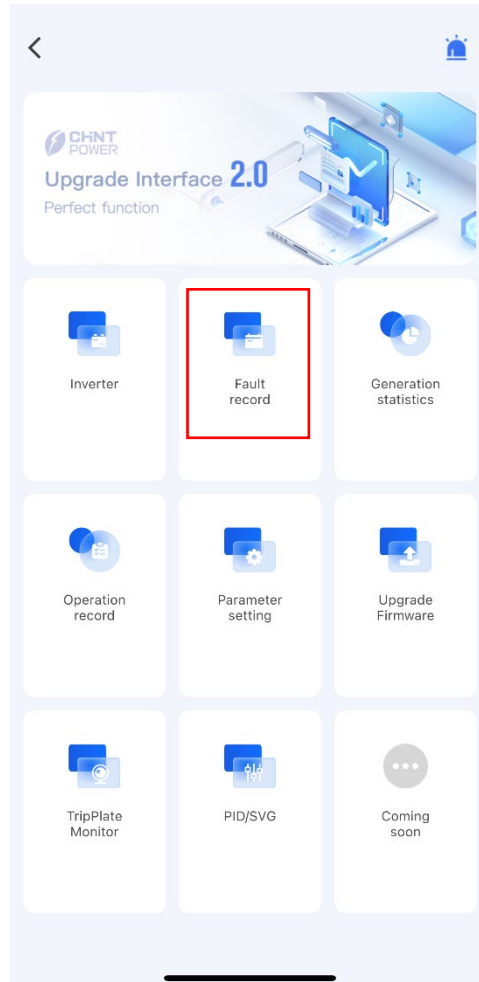 CHNT
POWER
Upgrade Interface 2.0
Perfect function
Inverter
Fault
record
Generation
statistics
Operation
record
Parameter
setting
Upgrade
Firmware
TripPlate
Monitor
PID/SVG
Coming
soon